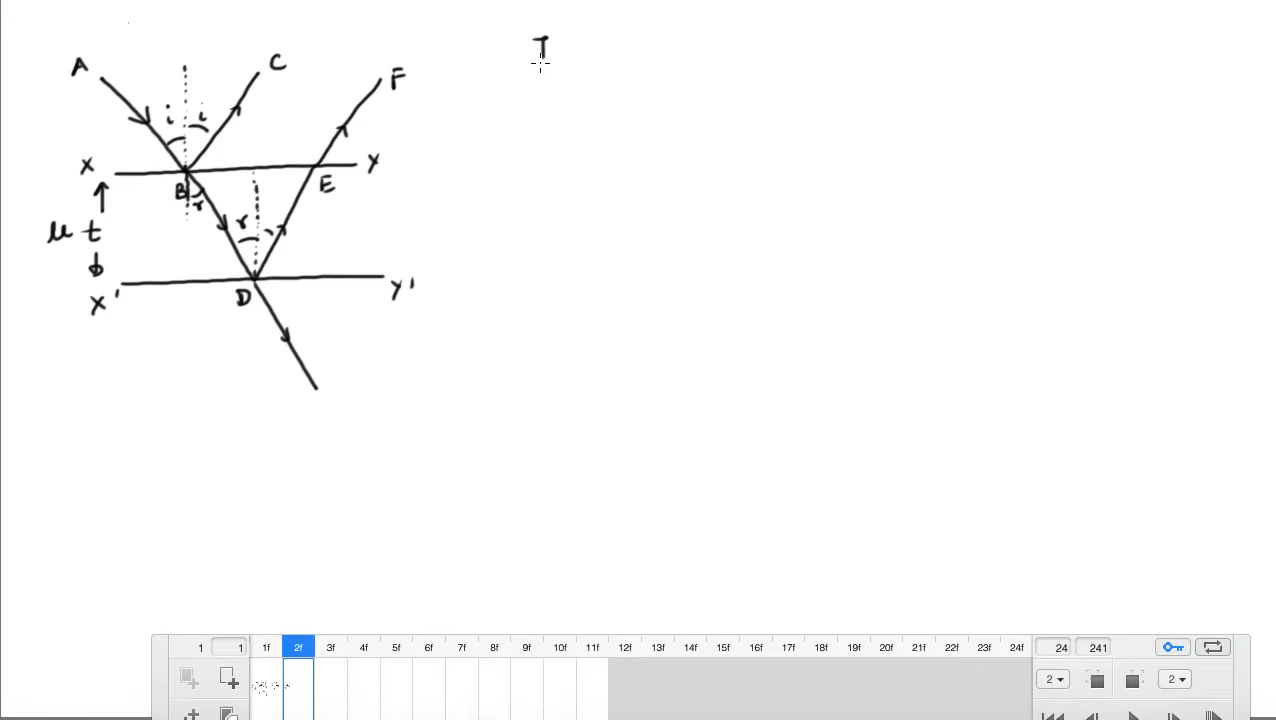 T
A
C
F
i
i
X
Y
B
E
r
μ t
r
X'
D
Y'
1
1
1f
2f
3f
4f
5f
6f
7f
8f
9f
10f
11f
12f
13f
14f
15f
16f
17f
18f
19f
20f
21f
22f
23f
24f
24
241
2
2